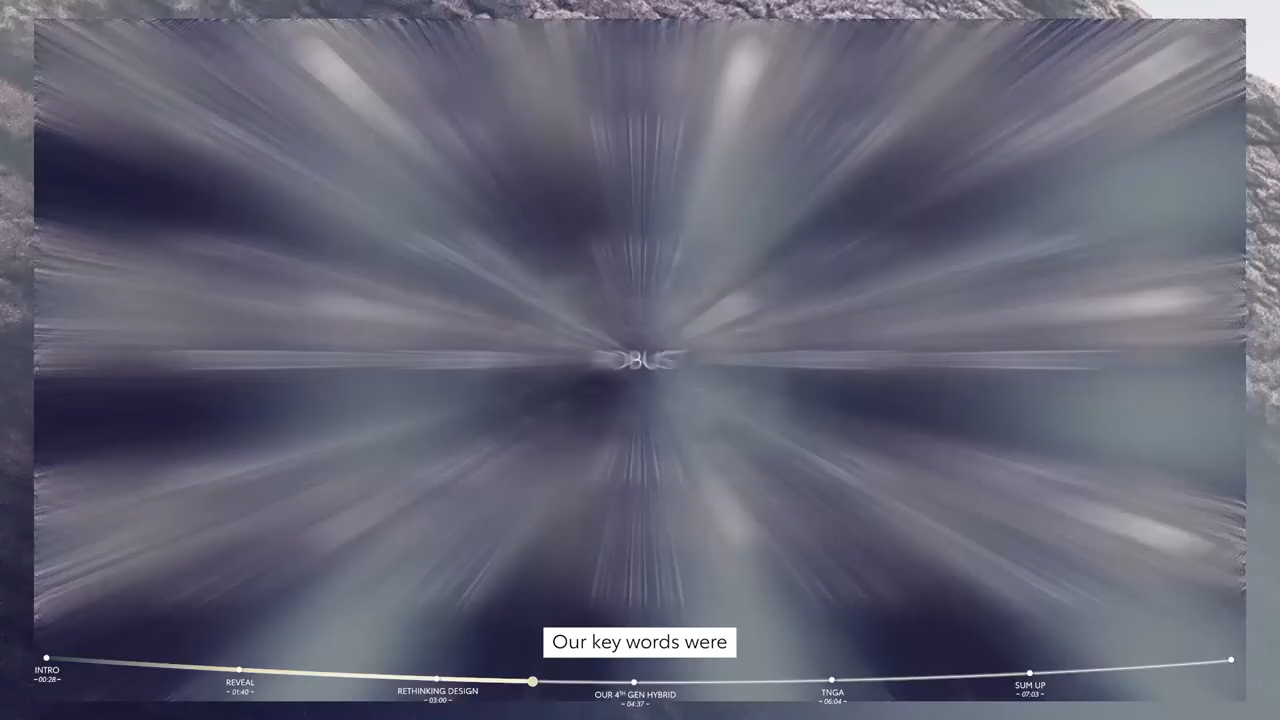 Our key words were
INTRO
– 00:28 –
REVEAL
– 01:40 –
RETHINKING DESIGN
– 03:00 –
OUR 4TH GEN HYBRID
– 04:37 –
TNGA
– 06:04 –
SUM UP
– 07:03 –